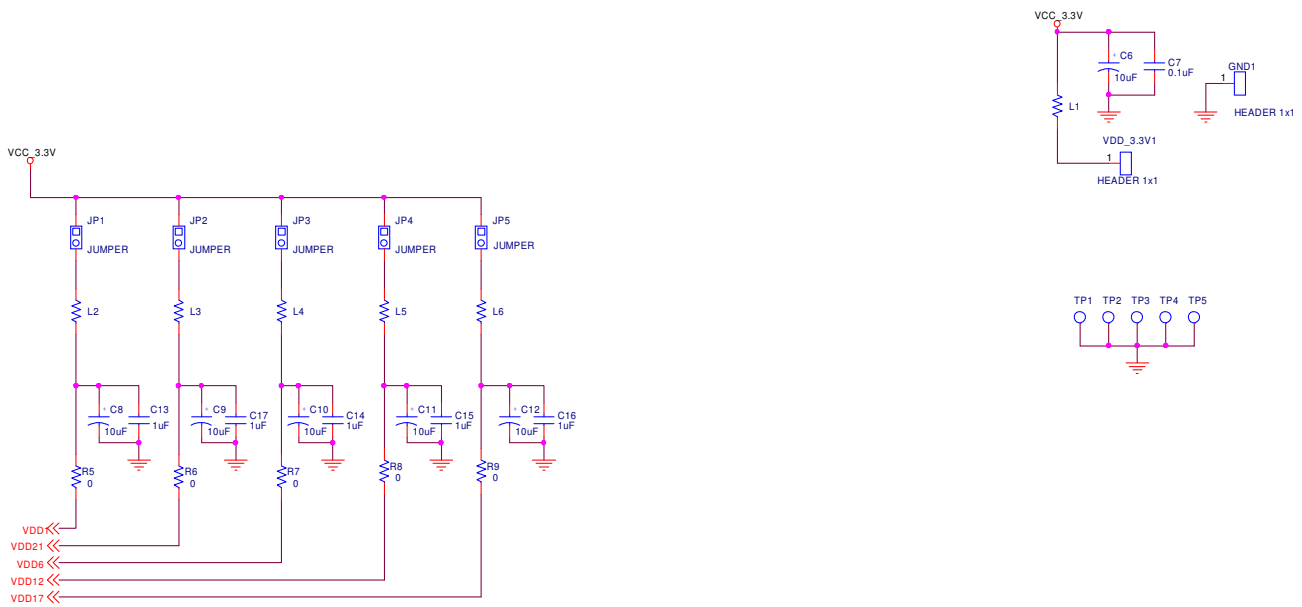 VCC_3.3V
C6
10uF
C7
0.1uF
GND1
1
HEADER 1x1
L1
VDD_3.3V1
1
HEADER 1x1
VCC_3.3V
JP1
JUMPER
JP2
JUMPER
JP3
JUMPER
JP4
JUMPER
JP5
JUMPER
L2
L3
L4
L5
L6
TP1 TP2 TP3 TP4 TP5
C8
10uF
C13
1uF
C9
10uF
C17
1uF
C10
10uF
C14
1uF
C11
10uF
C15
1uF
C12
10uF
C16
1uF
R5
0
R6
0
R7
0
R8
0
R9
0
VDD1
VDD21
VDD6
VDD12
VDD17